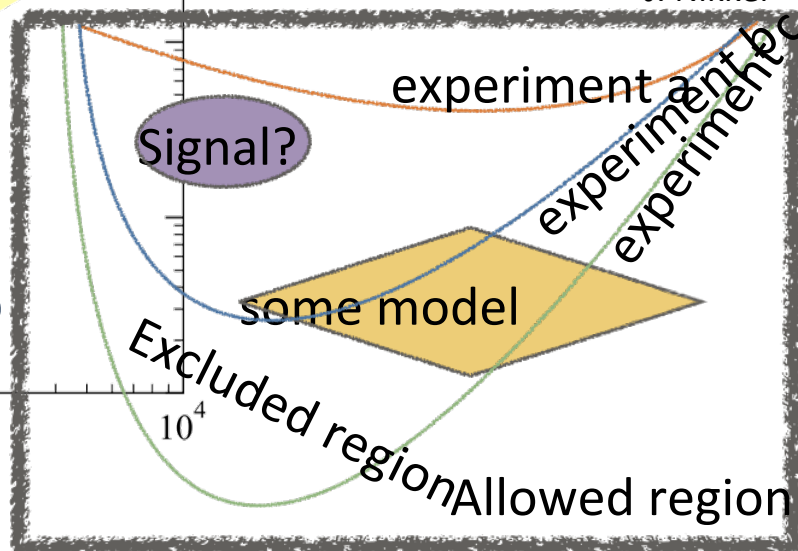 experiment a
experiment b
experiment c
Signal?
some model
Excluded region
10⁴
Allowed region